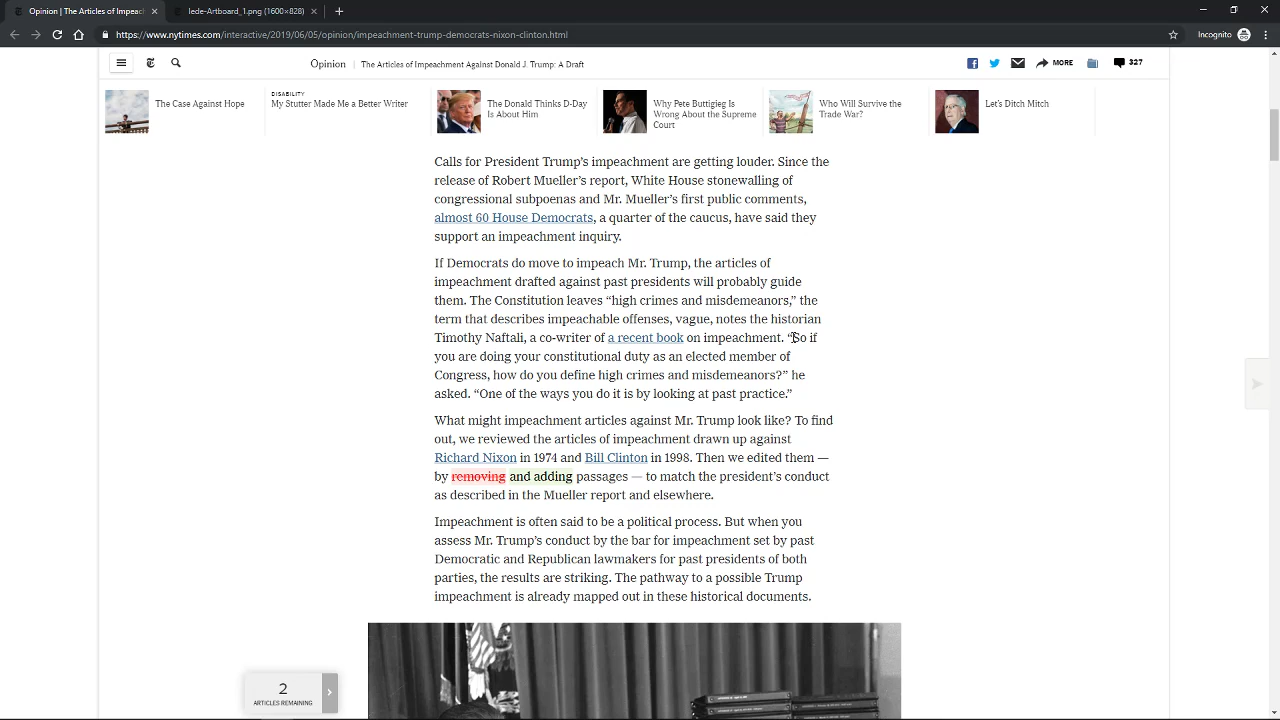 Opinion | The Articles of Impeac
lede-Artboard_1.png (1600×828)
https://www.nytimes.com/interactive/2019/06/05/opinion/impeachment-trump-democrats-nixon-clinton.html
Incognito
Opinion | The Articles of Impeachment Against Donald J. Trump: A Draft
MORE
327
The Case Against Hope
DISABILITY
My Stutter Made Me a Better Writer
The Donald Thinks D-Day
Is About Him
Why Pete Buttigieg Is
Wrong About the Supreme
Court
Who Will Survive the
Trade War?
Let's Ditch Mitch
Calls for President Trump's impeachment are getting louder. Since the
release of Robert Mueller's report, White House stonewalling of
congressional subpoenas and Mr. Mueller's first public comments,
almost 60 House Democrats, a quarter of the caucus, have said they
support an impeachment inquiry.
If Democrats do move to impeach Mr. Trump, the articles of
impeachment drafted against past presidents will probably guide
them. The Constitution leaves “high crimes and misdemeanors,” the
term that describes impeachable offenses, vague, notes the historian
Timothy Naftali, a co-writer of a recent book on impeachment. “So if
you are doing your constitutional duty as an elected member of
Congress, how do you define high crimes and misdemeanors?” he
asked. “One of the ways you do it is by looking at past practice.”
What might impeachment articles against Mr. Trump look like? To find
out, we reviewed the articles of impeachment drawn up against
Richard Nixon in 1974 and Bill Clinton in 1998. Then we edited them —
by removing and adding passages — to match the president's conduct
as described in the Mueller report and elsewhere.
Impeachment is often said to be a political process. But when you
assess Mr. Trump's conduct by the bar for impeachment set by past
Democratic and Republican lawmakers for past presidents of both
parties, the results are striking. The pathway to a possible Trump
impeachment is already mapped out in these historical documents.
2
ARTICLES REMAINING